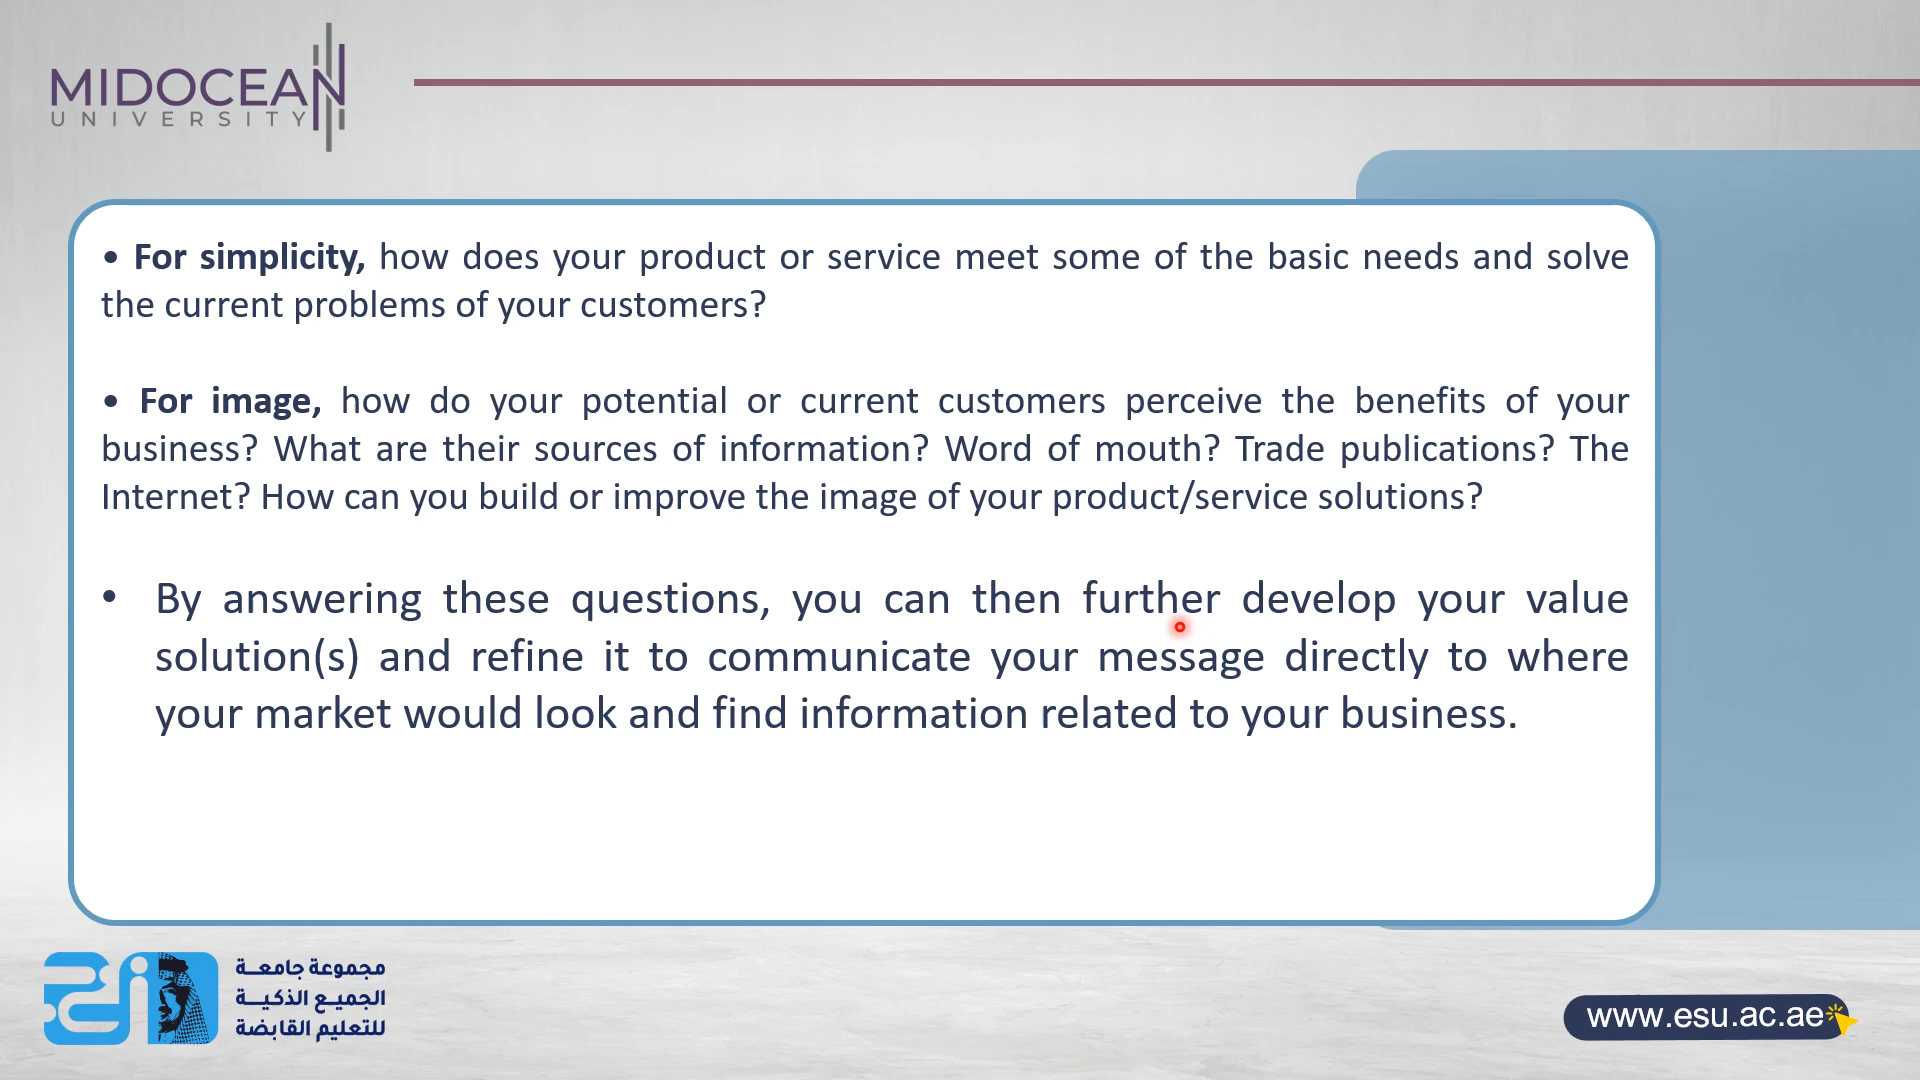 MIDOCEAN
UNIVERSITY
• For simplicity, how does your product or service meet some of the basic needs and solve
the current problems of your customers?
• For image, how do your potential or current customers perceive the benefits of your
business? What are their sources of information? Word of mouth? Trade publications? The
Internet? How can you build or improve the image of your product/service solutions?
• By answering these questions, you can then further develop your value
solution(s) and refine it to communicate your message directly to where
your market would look and find information related to your business.
مجموعة جامعـــة
الجميـع الذكيـــة
للتعليم القابضة
www.esu.ac.ae